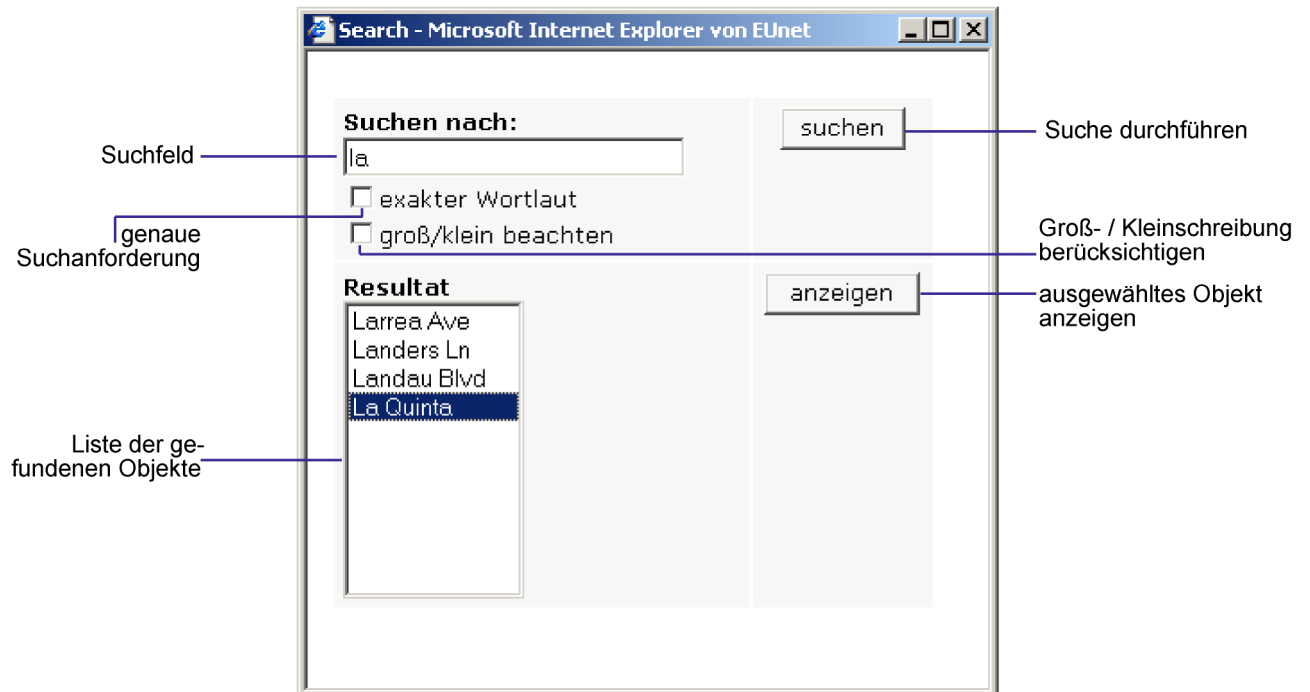 Search - Microsoft Internet Explorer von EUnet
Suchen nach:
suchen
Suche durchführen
Suchfeld
la
exakter Wortlaut
genaue
Suchanforderung
groß/klein beachten
Groß- / Kleinschreibung
berücksichtigen
Resultat
anzeigen
ausgewähltes Objekt
anzeigen
Larrea Ave
Landers Ln
Landau Blvd
La Quinta
Liste der ge-
fundenen Objekte